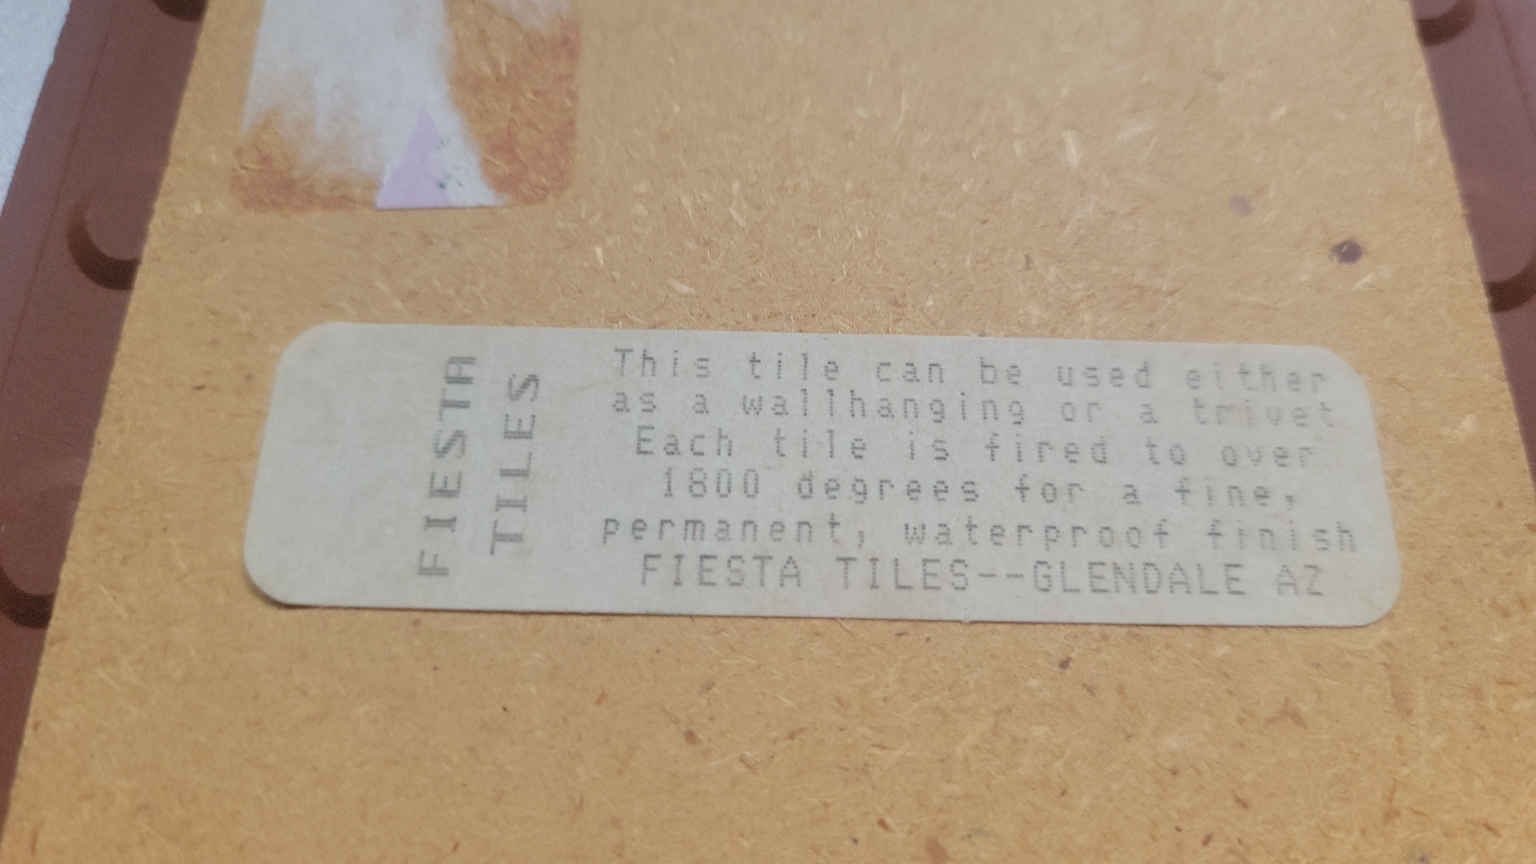 FIESTA
TILES
This tile can be used either
as a wallhanging or a trivet
Each tile is fired to over
1800 degrees for a fine,
permanent, waterproof finish
FIESTA TILES--GLENDALE AZ